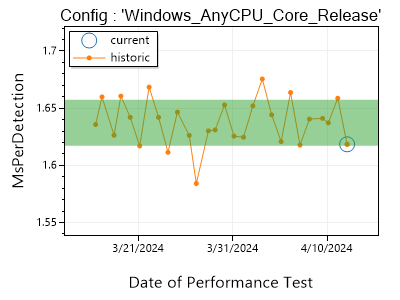 Config : 'Windows_AnyCPU_Core_Release'
current
historic
1.7
1.65
1.6
1.55
MsPerDetection
3/21/2024
3/31/2024
4/10/2024
Date of Performance Test